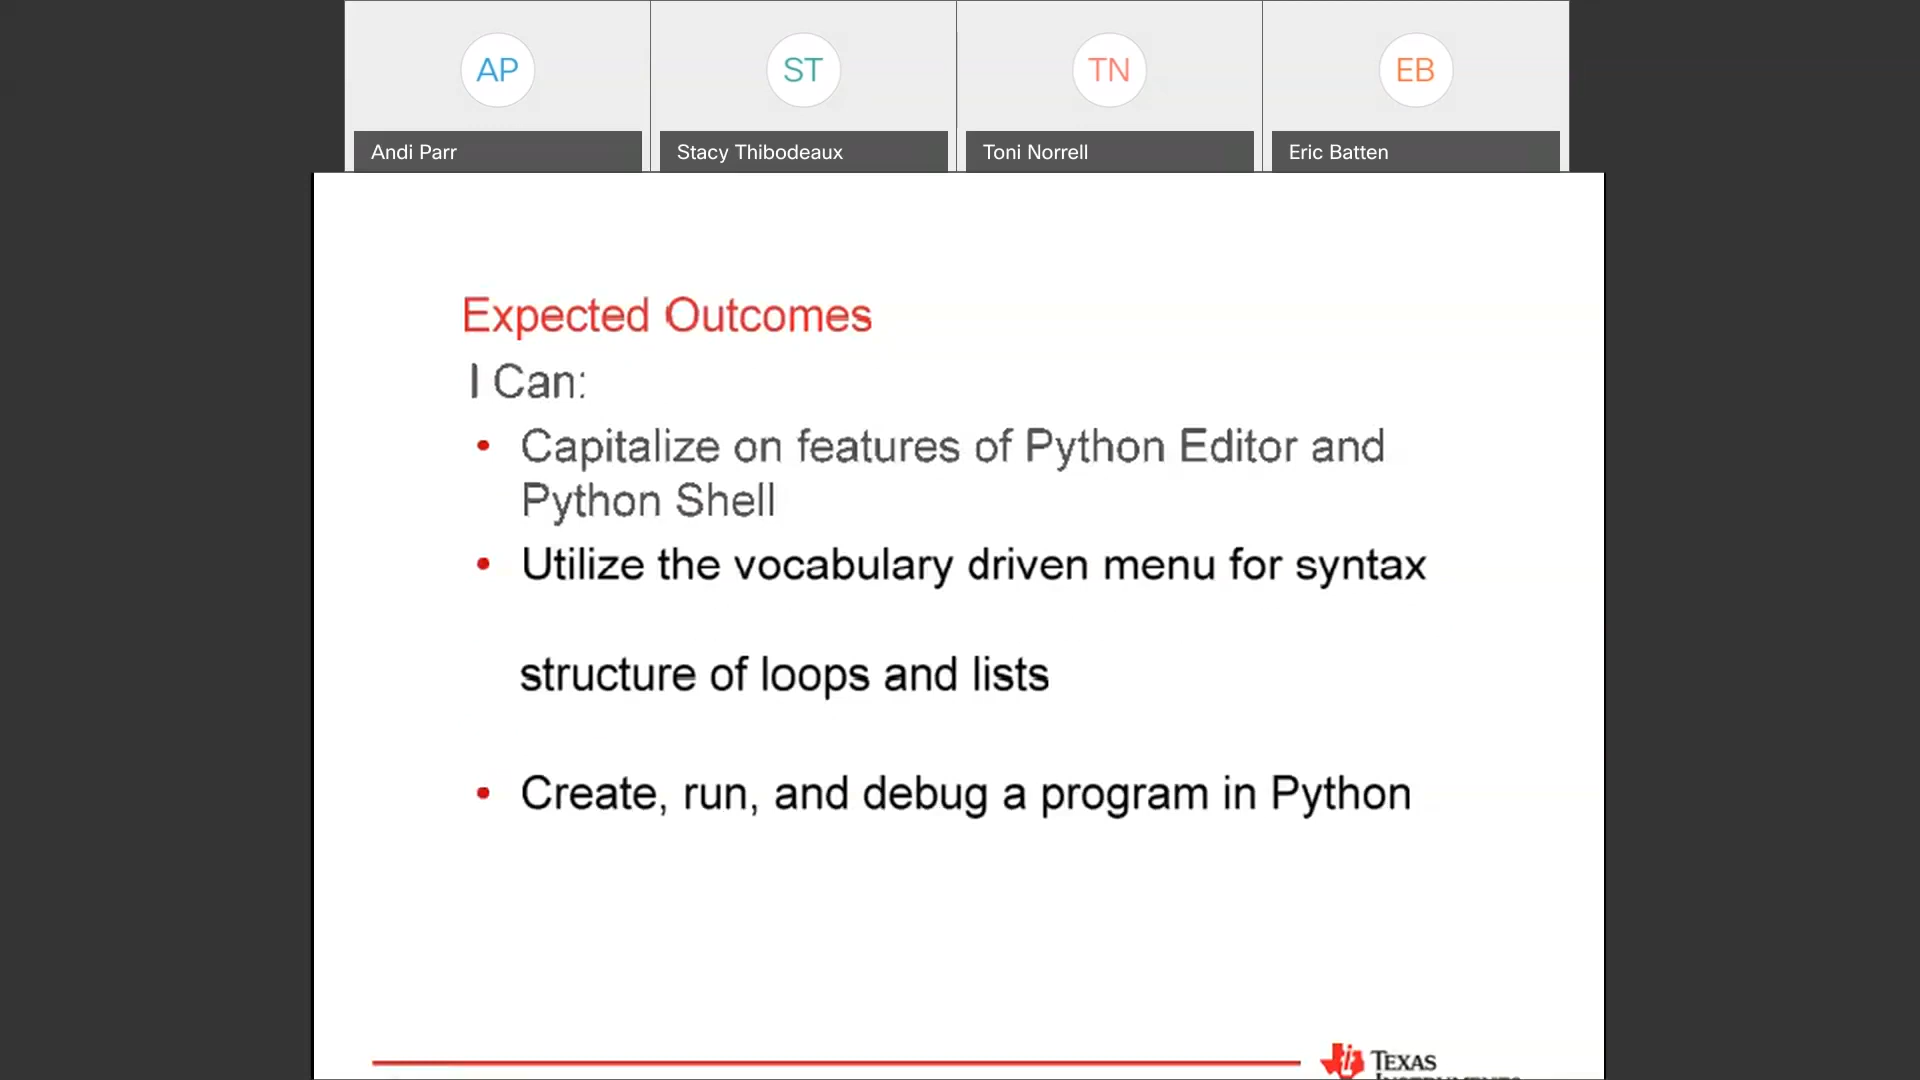 AP
ST
TN
EB
Andi Parr
Stacy Thibodeaux
Toni Norrell
Eric Batten
Expected Outcomes
I Can:
• Capitalize on features of Python Editor and
Python Shell
• Utilize the vocabulary driven menu for syntax
structure of loops and lists
• Create, run, and debug a program in Python
TEXAS
INSTRUMENTS